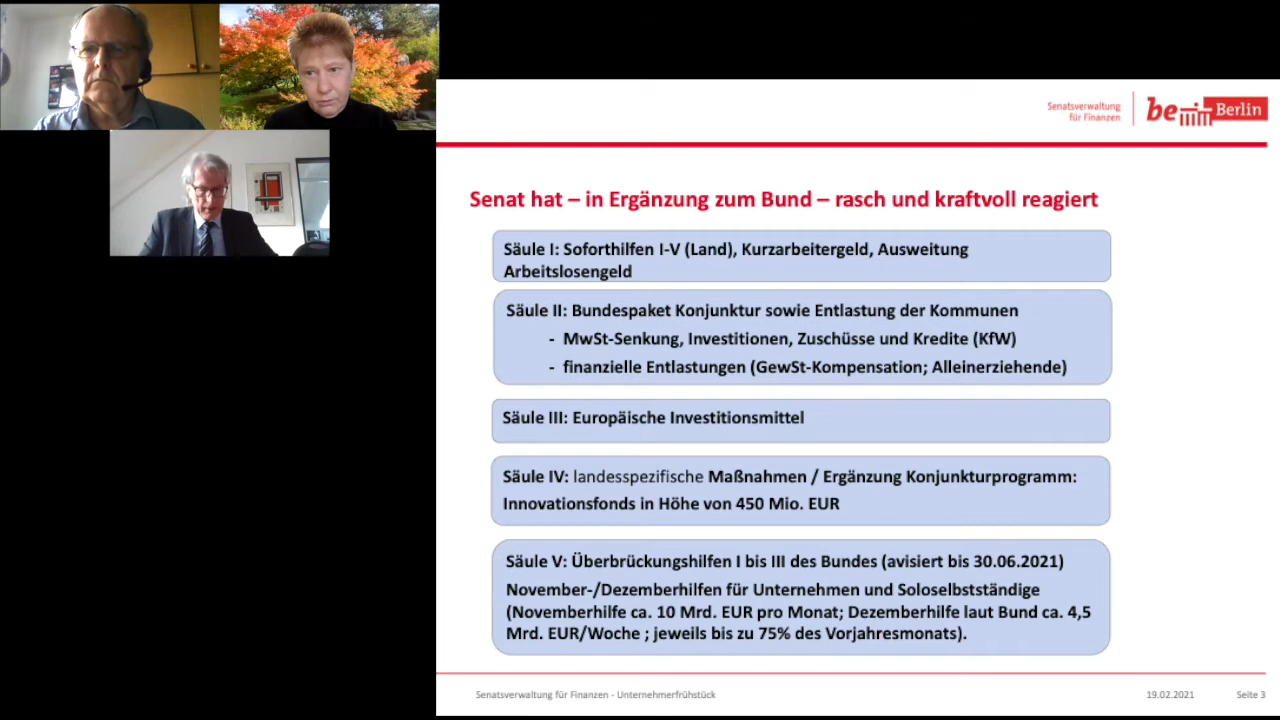 Senatsverwaltung
für Finanzen
be Berlin
Senat hat – in Ergänzung zum Bund – rasch und kraftvoll reagiert
Säule I: Soforthilfen I-V (Land), Kurzarbeitergeld, Ausweitung
Arbeitslosengeld
Säule II: Bundespaket Konjunktur sowie Entlastung der Kommunen
- MwSt-Senkung, Investitionen, Zuschüsse und Kredite (KfW)
- finanzielle Entlastungen (GewSt-Kompensation; Alleinerziehende)
Säule III: Europäische Investitionsmittel
Säule IV: landesspezifische Maßnahmen / Ergänzung Konjunkturprogramm:
Innovationsfonds in Höhe von 450 Mio. EUR
Säule V: Überbrückungshilfen I bis III des Bundes (avisiert bis 30.06.2021)
November-/Dezemberhilfen für Unternehmen und Soloselbstständige
(Novemberhilfe ca. 10 Mrd. EUR pro Monat; Dezemberhilfe laut Bund ca. 4,5
Mrd. EUR/Woche ; jeweils bis zu 75% des Vorjahresmonats).
Senatsverwaltung für Finanzen - Unternehmerfrühstück
19.02.2021
Seite 3